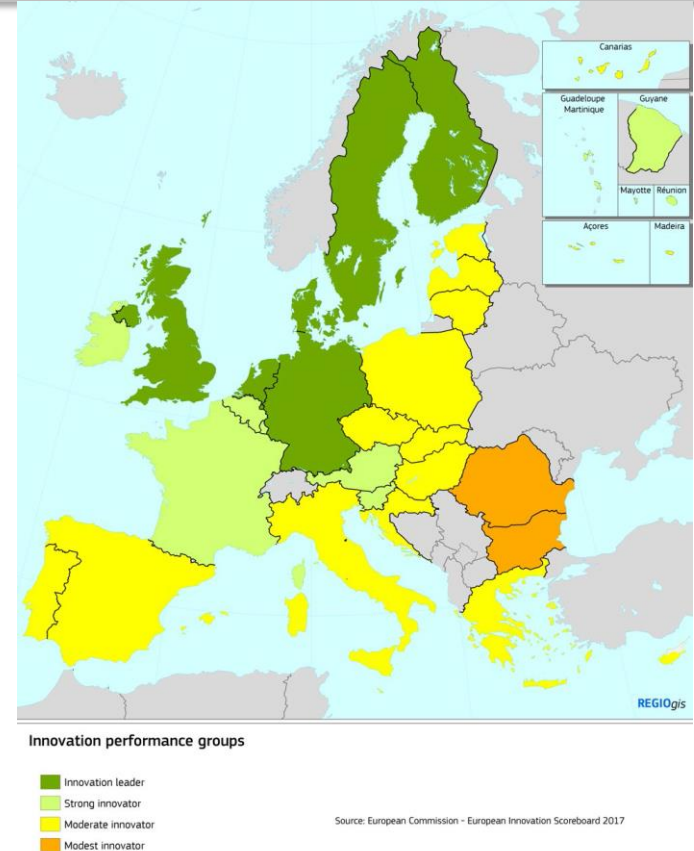 Canarias
Guadeloupe
Martinique
Guyane
Mayotte
Réunion
Açores
Madeira
REGIOgis
Innovation performance groups
Innovation leader
Strong innovator
Moderate innovator
Modest innovator
Source: European Commission - European Innovation Scoreboard 2017